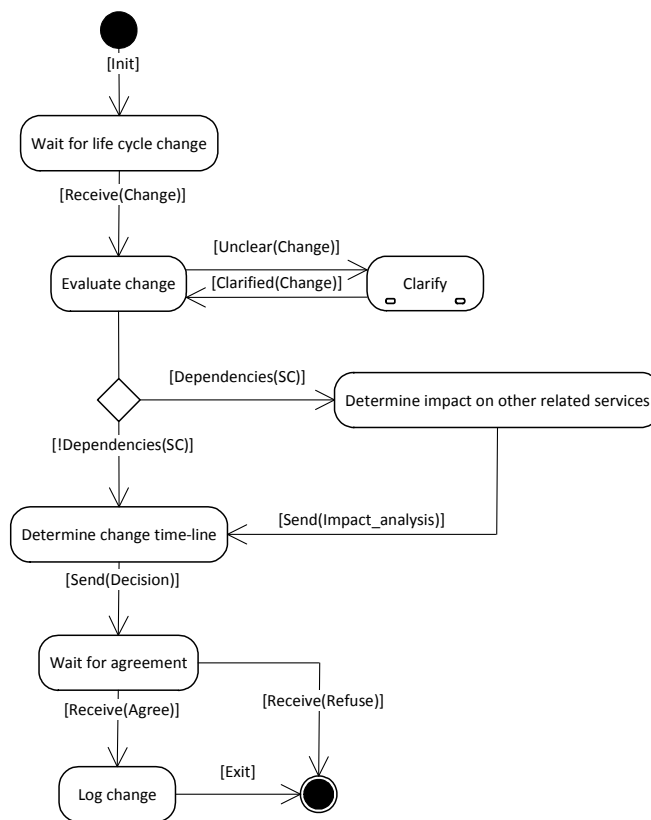 [Init]
Wait for life cycle change
[Receive(Change)]
[Unclear(Change)]
Evaluate change
[Clarified(Change)]
Clarify
[Dependencies(SC)]
Determine impact on other related services
[!Dependencies(SC)]
Determine change time-line
[Send(Impact_analysis)]
[Send(Decision)]
Wait for agreement
[Receive(Agree)]
[Receive(Refuse)]
[Exit]
Log change